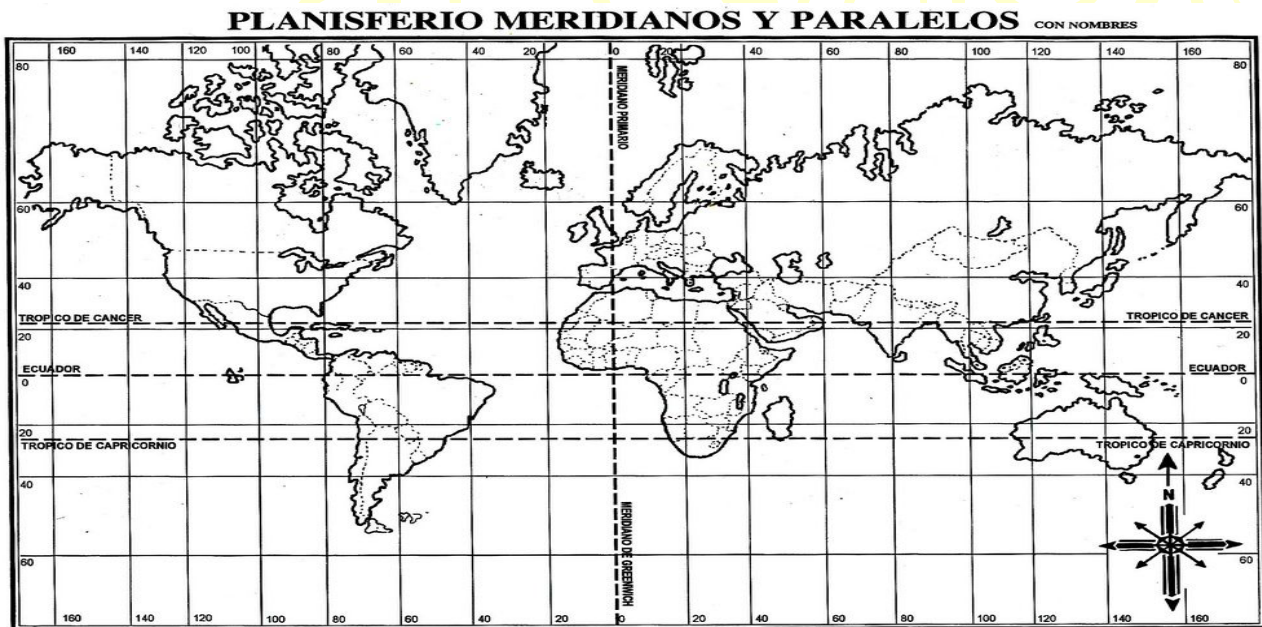 PLANISFERIO MERIDIANOS Y PARALELOS CON NOMBRES
160 140 120 100 80 60 40 20 0 20 40 60 80 100 120 140 160
80 80
MERIDIANO PRIMARIO
60 60
40 40
TROPICO DE CANCER TROPICO DE CANCER
20 20
ECUADOR ECUADOR
0 0
20 20
TROPICO DE CAPRICORNIO TROPICO DE CAPRICORNIO
40 40
N
MERIDIANO DE GREENWICH
60 60
160 140 120 100 80 60 40 20 0 20 40 60 80 100 120 140 160